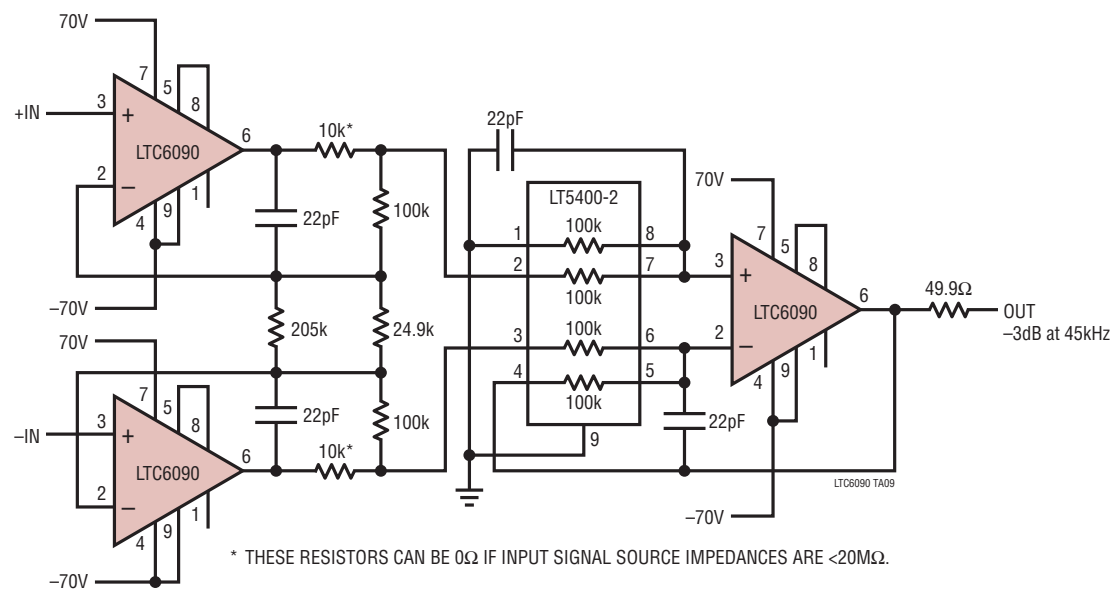 70V
7
5
8
3
+IN
+
LTC6090
6
10k*
2
–
1
9
4
22pF
100k
–70V
205k
24.9k
70V
7
5
8
3
–IN
+
LTC6090
6
22pF
100k
10k*
2
–
1
9
4
–70V
22pF
LT5400-2
100k
1
8
2
7
100k
100k
3
6
4
5
100k
9
22pF
70V
7
5
8
3
+
LTC6090
6
2
–
1
9
4
–70V
49.9Ω
OUT
–3dB at 45kHz
LTC6090 TA09
* THESE RESISTORS CAN BE 0Ω IF INPUT SIGNAL SOURCE IMPEDANCES ARE <20MΩ.